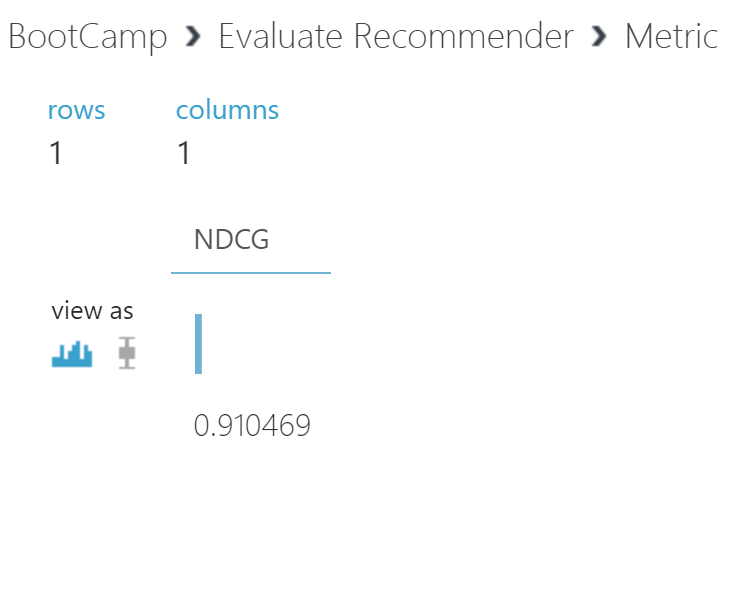 BootCamp > Evaluate Recommender > Metric
rows columns
1 1
NDCG
view as
0.910469